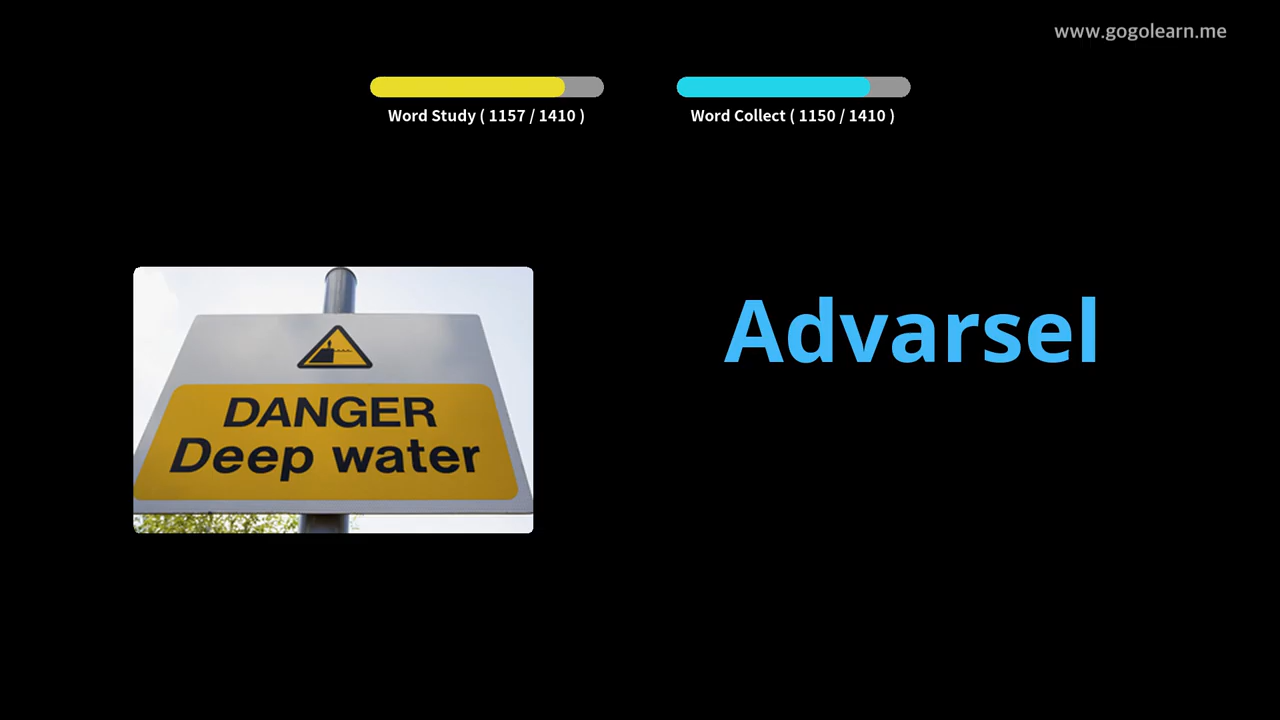 www.gogolearn.me
Word Study ( 1157 / 1410 )
Word Collect ( 1150 / 1410 )
Advarsel
DANGER
Deep water